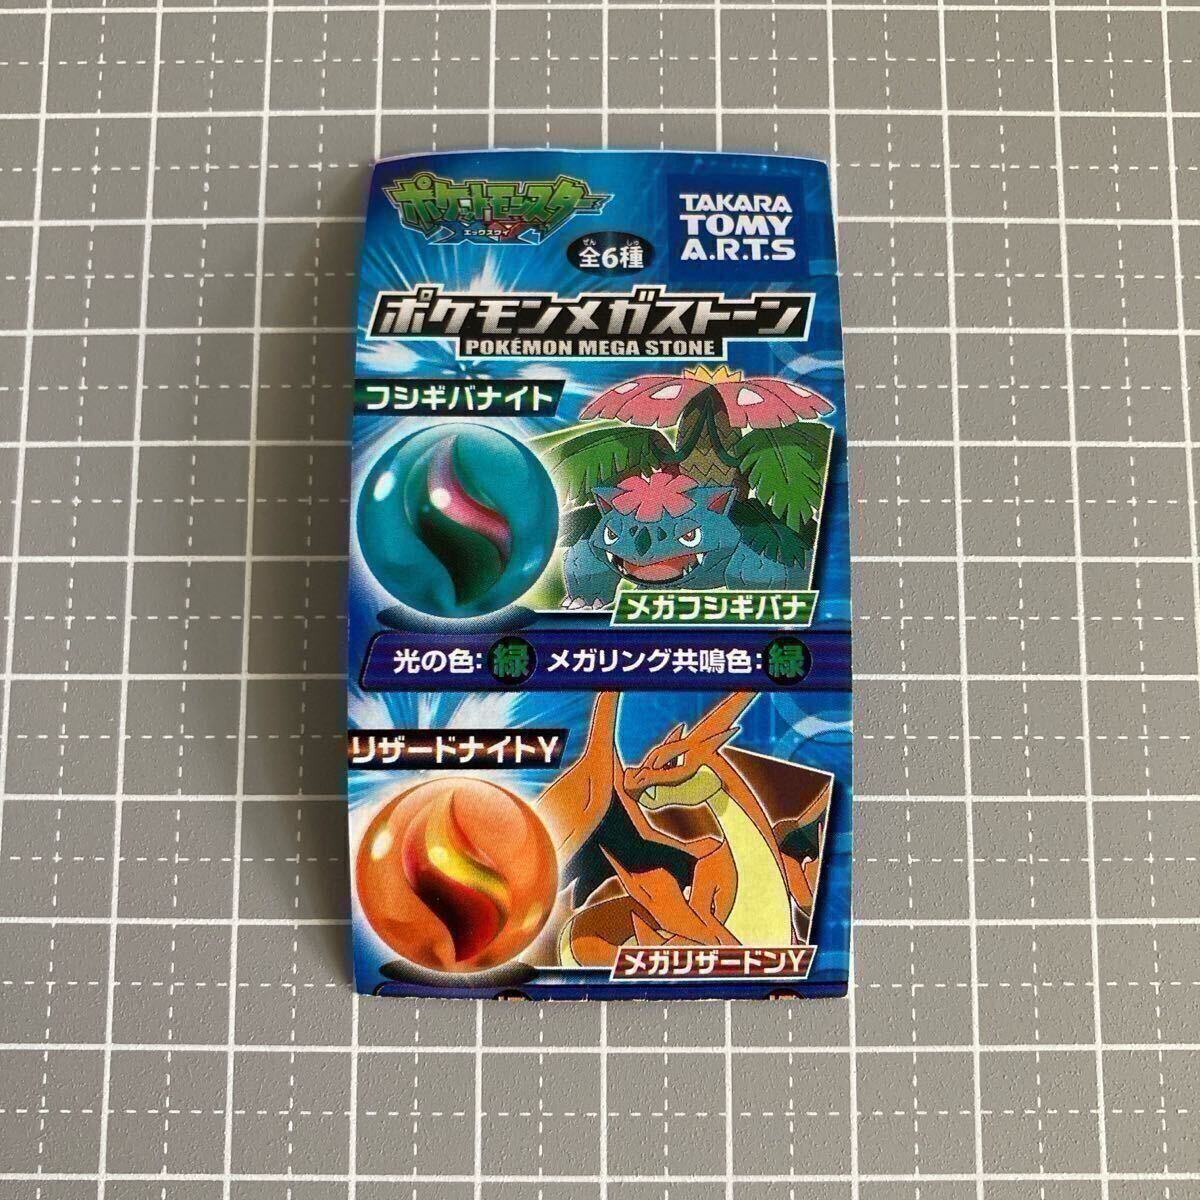 ポケットモンスター
エックスワイ
TAKARA
TOMY
A.R.T.S
ぜん しゅ
全6種
ポケモンメガストーン
POKÉMON MEGA STONE
フシギバナイト
メガフシギバナ
光の色:緑 メガリング共鳴色:緑
リザードナイトY
メガリザードンY